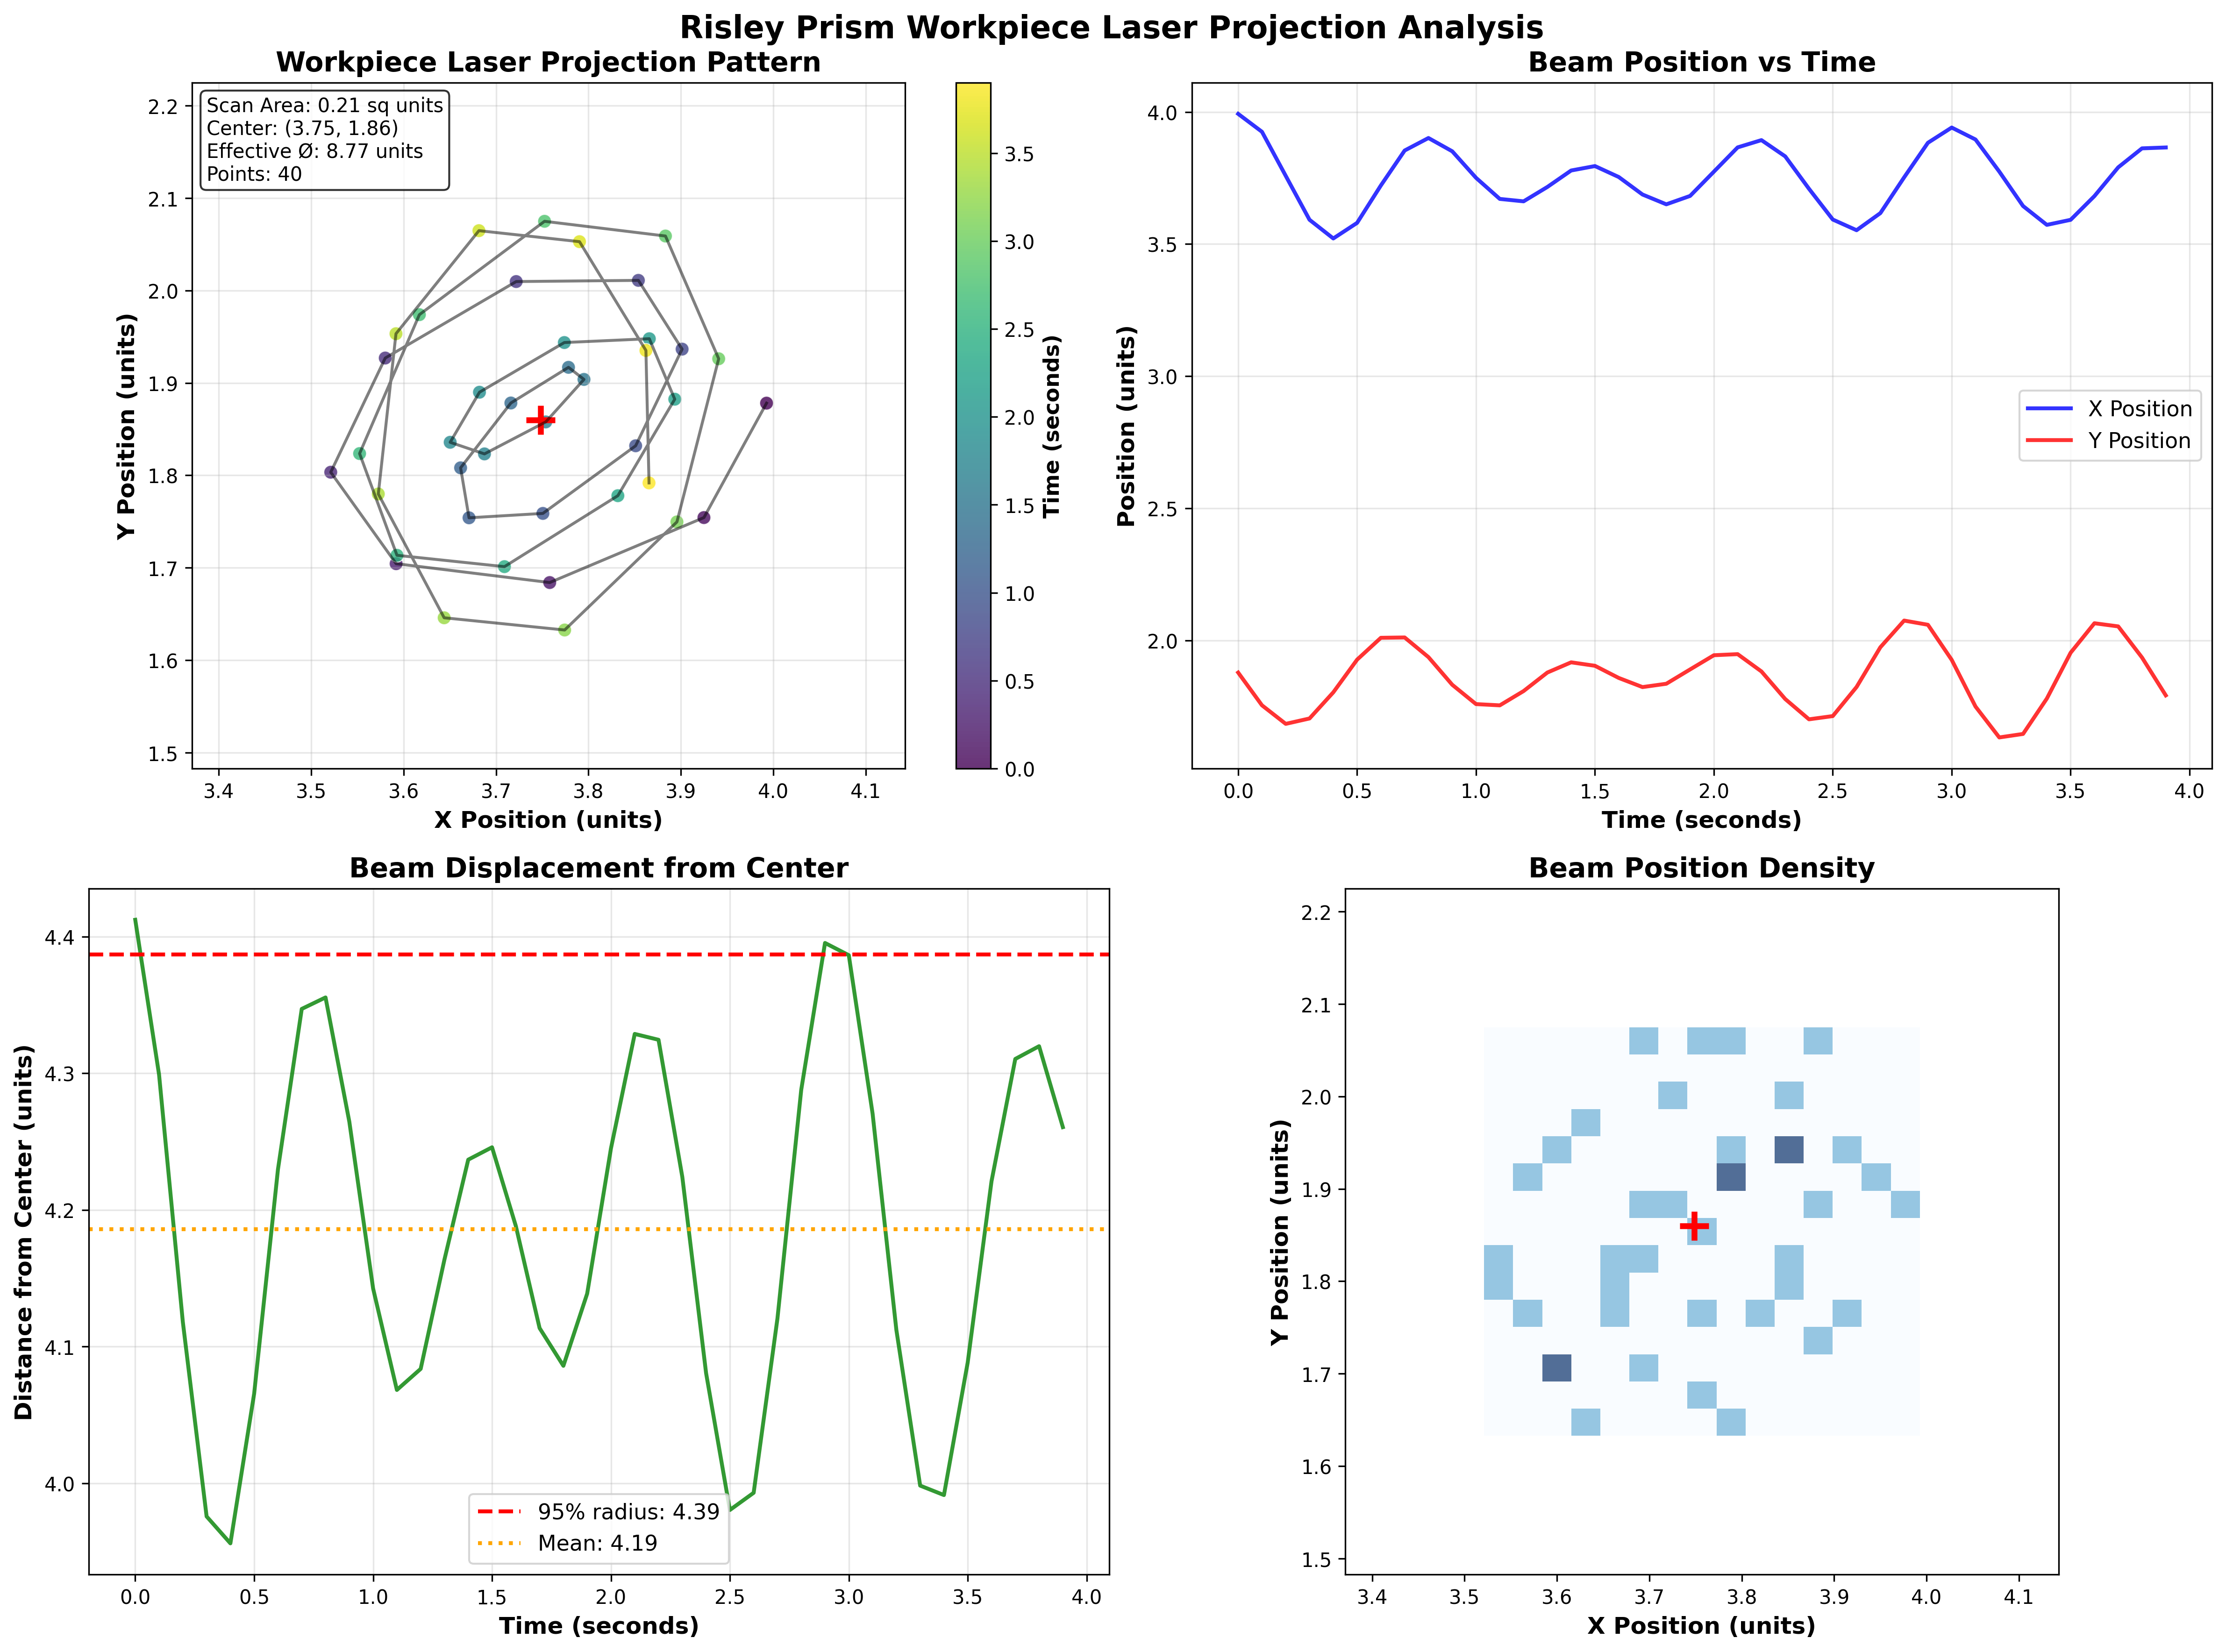 Risley Prism Workpiece Laser Projection Analysis
Workpiece Laser Projection Pattern
Scan Area: 0.21 sq units
Center: (3.75, 1.86)
Effective Ø: 8.77 units
Points: 40
Y Position (units)
2.2
2.1
2.0
1.9
1.8
1.7
1.6
1.5
3.4 3.5 3.6 3.7 3.8 3.9 4.0 4.1
X Position (units)
3.5
3.0
2.5
2.0
1.5
1.0
0.5
0.0
Time (seconds)
Beam Position vs Time
Position (units)
4.0
3.5
3.0
2.5
2.0
X Position
Y Position
0.0 0.5 1.0 1.5 2.0 2.5 3.0 3.5 4.0
Time (seconds)
Beam Displacement from Center
Distance from Center (units)
4.4
4.3
4.2
4.1
4.0
95% radius: 4.39
Mean: 4.19
0.0 0.5 1.0 1.5 2.0 2.5 3.0 3.5 4.0
Time (seconds)
Beam Position Density
Y Position (units)
2.2
2.1
2.0
1.9
1.8
1.7
1.6
1.5
3.4 3.5 3.6 3.7 3.8 3.9 4.0 4.1
X Position (units)